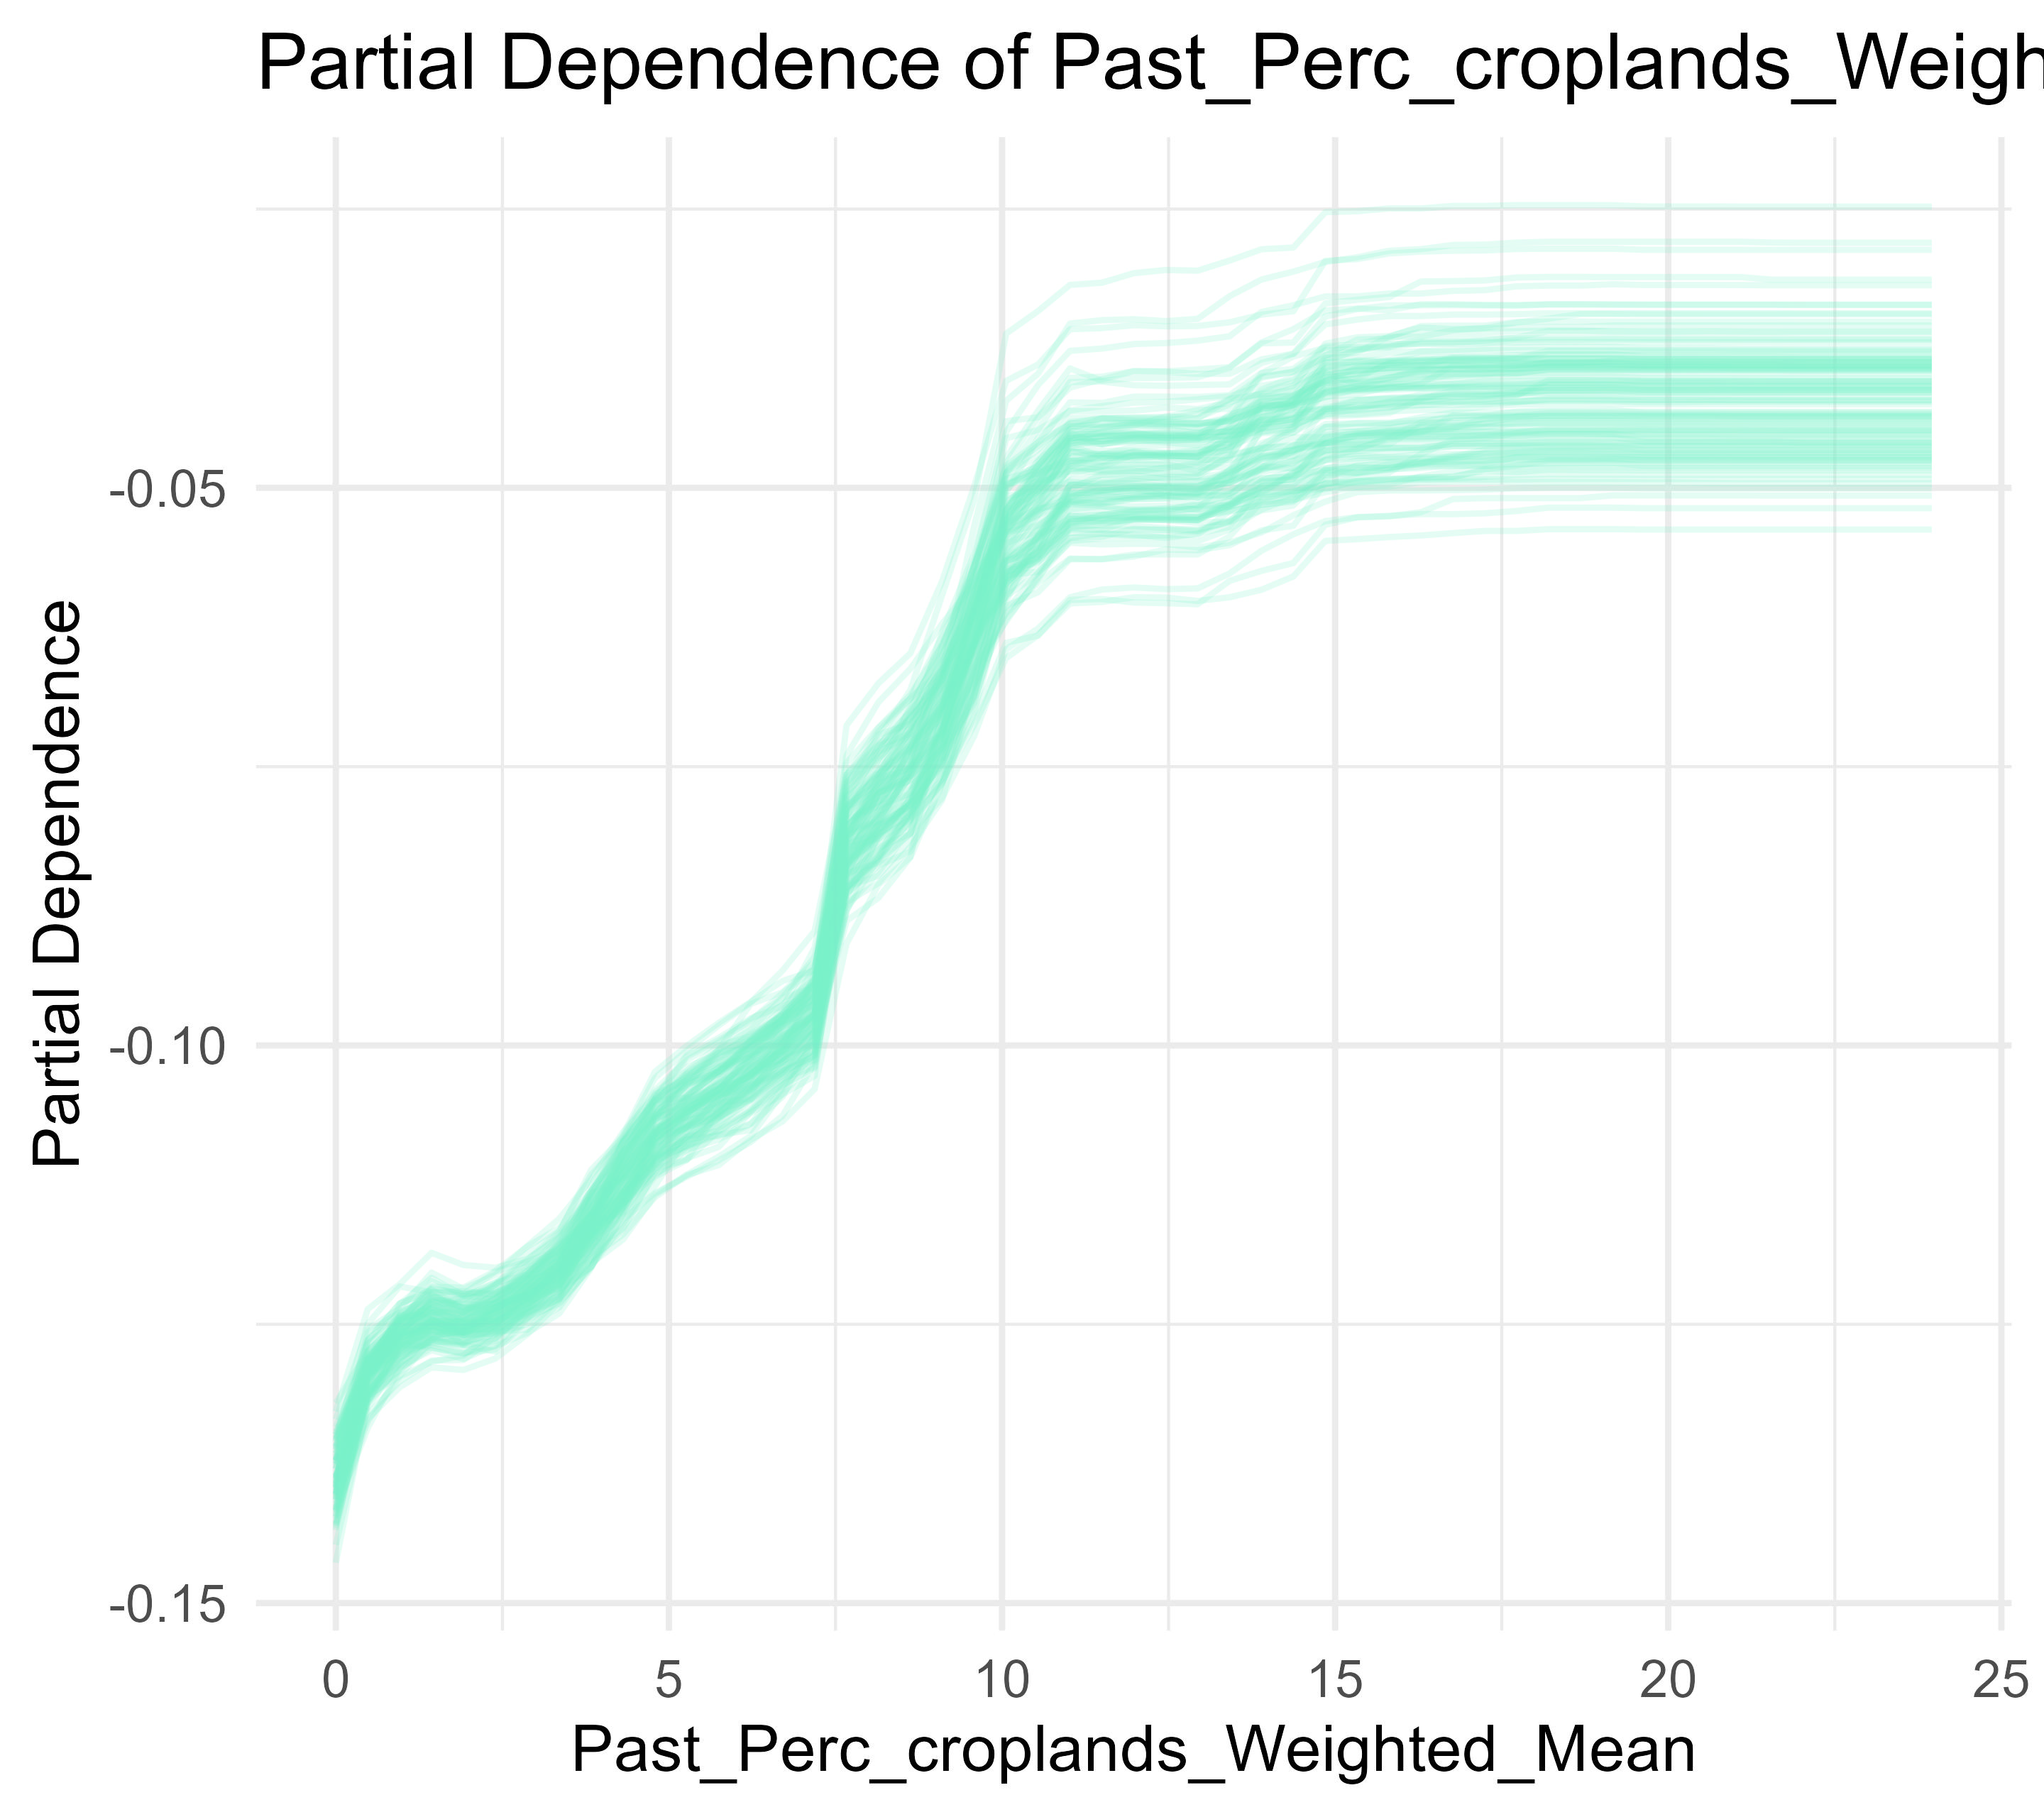 Partial Dependence of Past_Perc_croplands_Weigh
Partial Dependence
-0.05
-0.10
-0.15
0 5 10 15 20 25
Past_Perc_croplands_Weighted_Mean